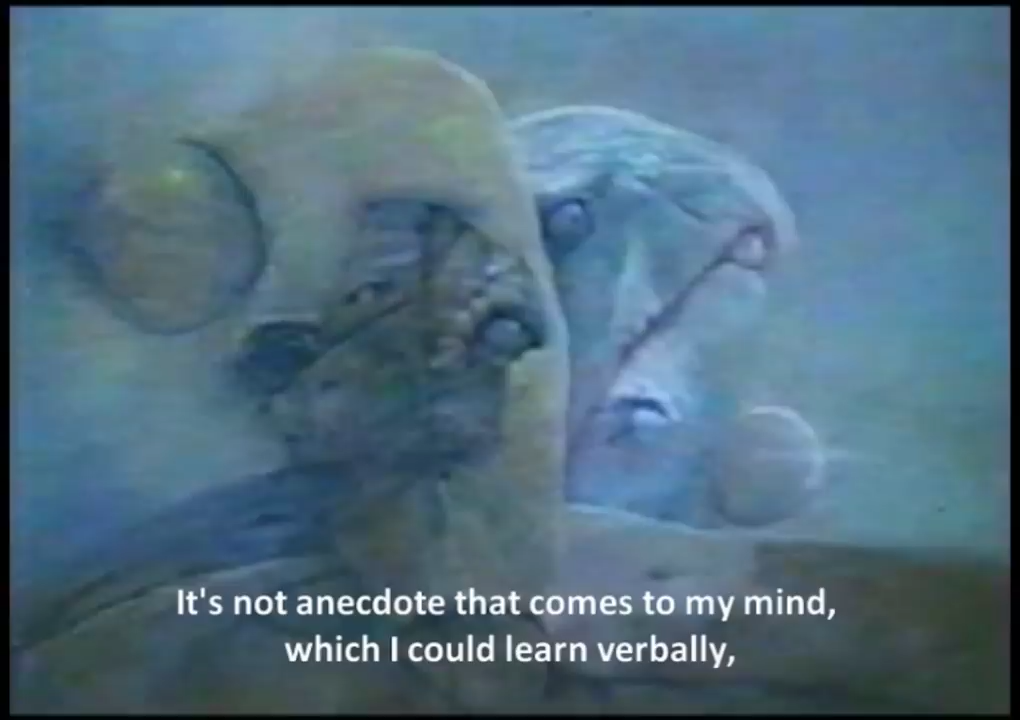 It's not anecdote that comes to my mind,
which I could learn verbally,